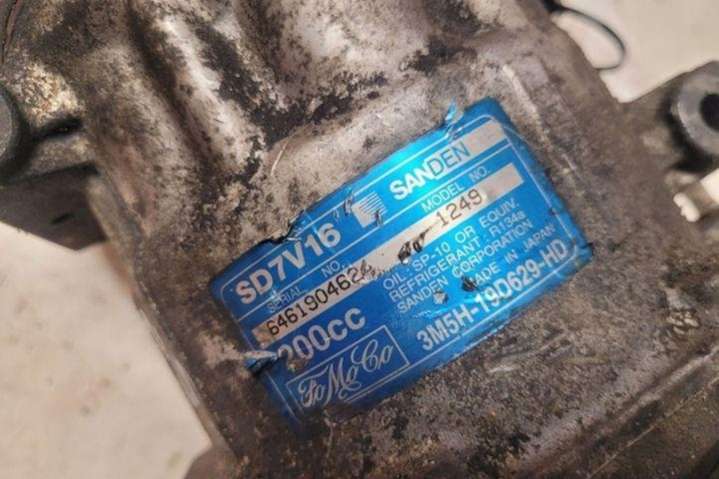 SD7V16 SANDEN
SERIAL NO. MODEL NO.
646190462 1249
OIL: SP-10 OR EQUIV.
REFRIGERANT: R134a
SANDEN CORPORATION
MADE IN JAPAN
200CC
FoMoCo 3M5H-19D629-HD